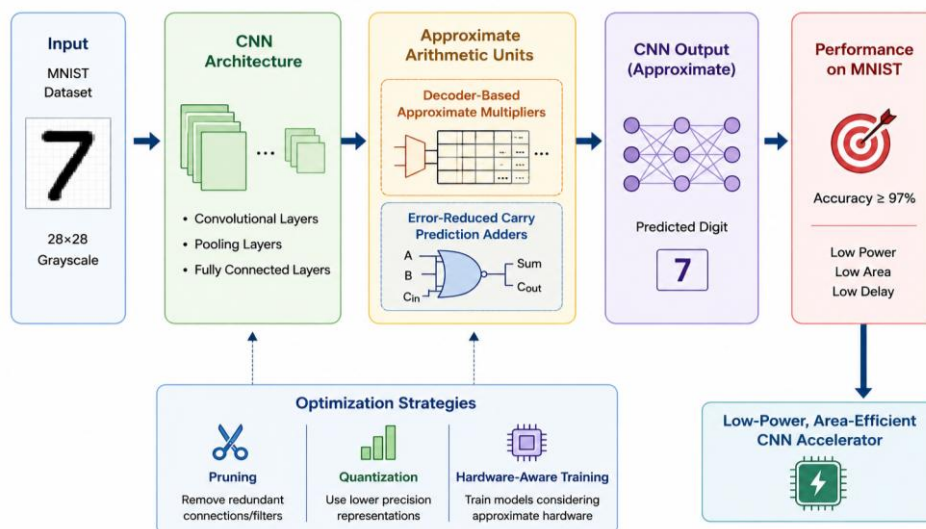 Input
MNIST
Dataset
7
28×28
Grayscale
CNN
Architecture
...
• Convolutional Layers
• Pooling Layers
• Fully Connected Layers
Approximate
Arithmetic Units
Decoder-Based
Approximate Multipliers
...
Error-Reduced Carry
Prediction Adders
A
B
Cin
Sum
Cout
CNN Output
(Approximate)
Predicted Digit
7
Performance
on MNIST
Accuracy ≥ 97%
Low Power
Low Area
Low Delay
Optimization Strategies
Pruning
Remove redundant
connections/filters
Quantization
Use lower precision
representations
Hardware-Aware Training
Train models considering
approximate hardware
Low-Power, Area-Efficient
CNN Accelerator